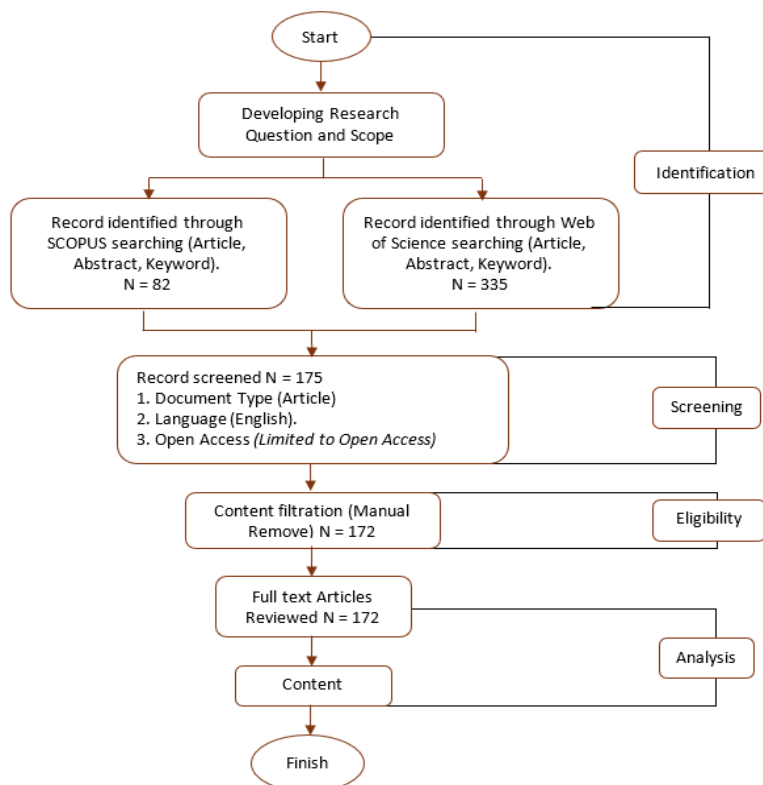 Start
Developing Research
Question and Scope
Identification
Record identified through
SCOPUS searching (Article,
Abstract, Keyword).
N = 82
Record identified through Web
of Science searching (Article,
Abstract, Keyword).
N = 335
Record screened N = 175
1. Document Type (Article)
2. Language (English).
3. Open Access (Limited to Open Access)
Screening
Content filtration (Manual
Remove) N = 172
Eligibility
Full text Articles
Reviewed N = 172
Analysis
Content
Finish